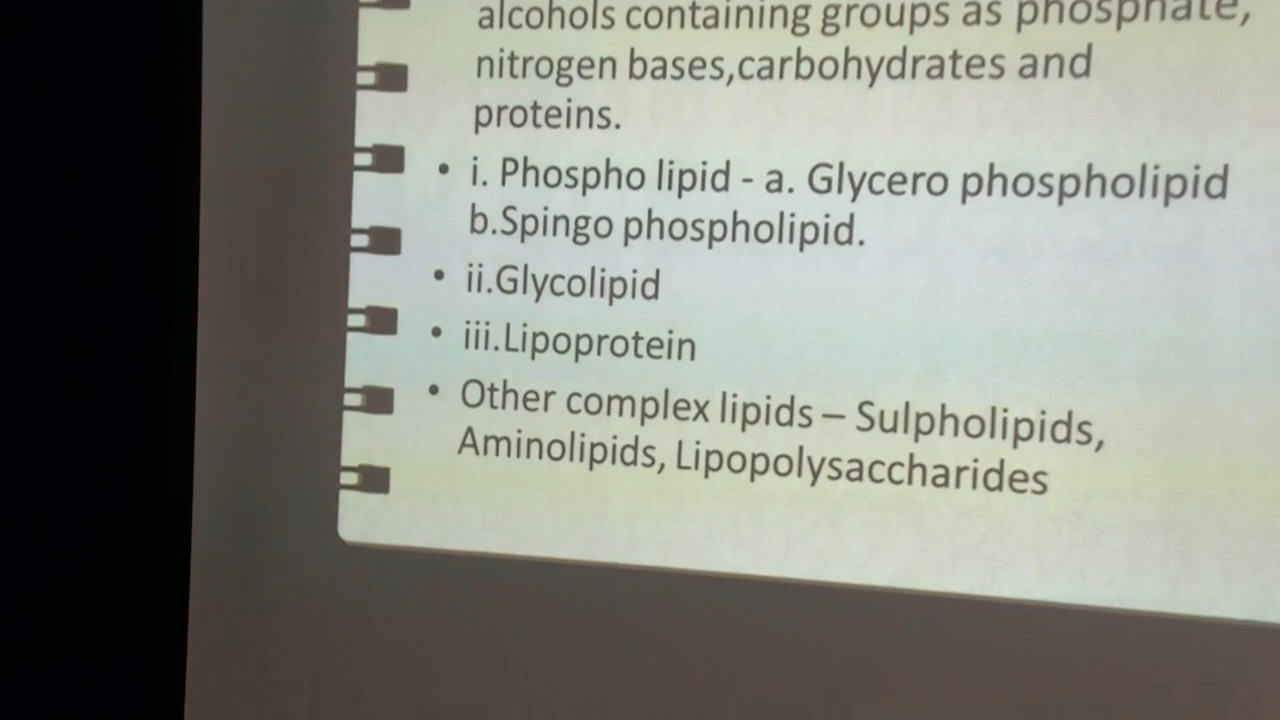 alcohols containing groups as phosphate,
nitrogen bases,carbohydrates and
proteins.
• i. Phospho lipid - a. Glycero phospholipid
b.Spingo phospholipid.
• ii.Glycolipid
• iii.Lipoprotein
• Other complex lipids – Sulpholipids,
Aminolipids, Lipopolysaccharides